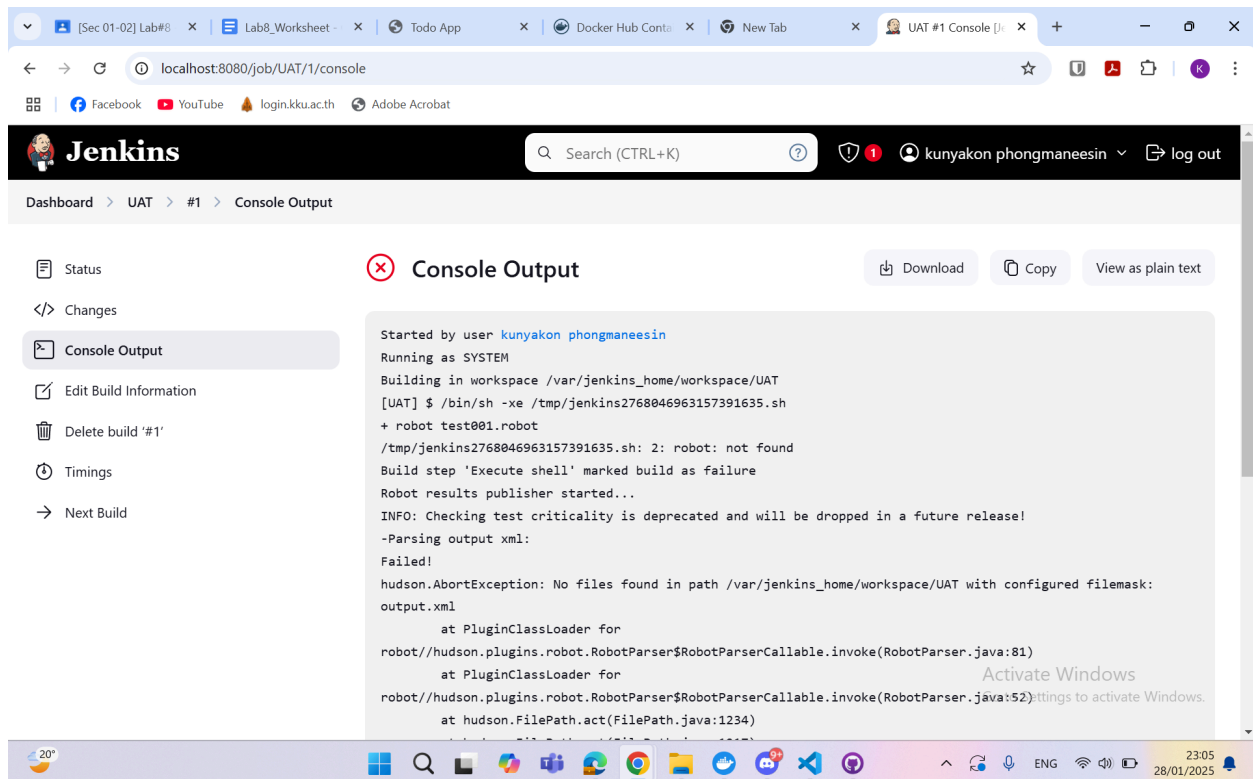 [Sec 01-02] Lab#8
Lab8_Worksheet -
Todo App
Docker Hub Conta
New Tab
UAT #1 Console [Je
localhost:8080/job/UAT/1/console
K
Facebook
YouTube
login.kku.ac.th
Adobe Acrobat
Jenkins
Search (CTRL+K)
?
1
kunyakon phongmaneesin
log out
Dashboard > UAT > #1 > Console Output
Status
Changes
Console Output
Edit Build Information
Delete build '#1'
Timings
Next Build
Console Output
Download
Copy
View as plain text
Started by user kunyakon phongmaneesin
Running as SYSTEM
Building in workspace /var/jenkins_home/workspace/UAT
[UAT] $ /bin/sh -xe /tmp/jenkins2768046963157391635.sh
+ robot test001.robot
/tmp/jenkins2768046963157391635.sh: 2: robot: not found
Build step 'Execute shell' marked build as failure
Robot results publisher started...
INFO: Checking test criticality is deprecated and will be dropped in a future release!
-Parsing output xml:
Failed!
hudson.AbortException: No files found in path /var/jenkins_home/workspace/UAT with configured filemask:
output.xml
at PluginClassLoader for
robot//hudson.plugins.robot.RobotParser$RobotParserCallable.invoke(RobotParser.java:81)
at PluginClassLoader for
robot//hudson.plugins.robot.RobotParser$RobotParserCallable.invoke(RobotParser.java:52)
at hudson.FilePath.act(FilePath.java:1234)
Activate Windows
Go to Settings to activate Windows.
20°
9+
ENG
23:05
28/01/2025